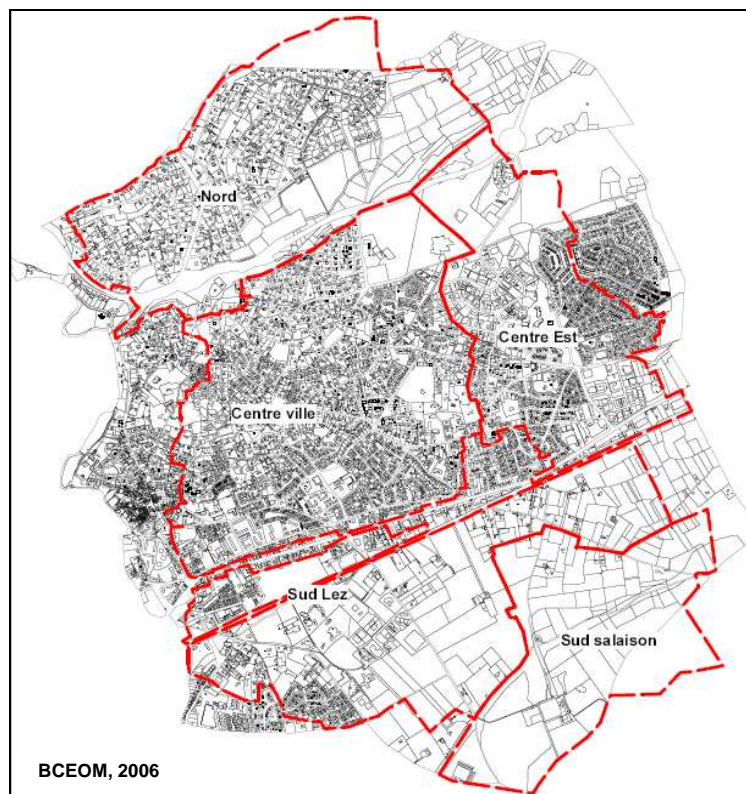 Nord
Centre Est
Centre ville
Sud Lez
Sud salaison
BCEOM, 2006